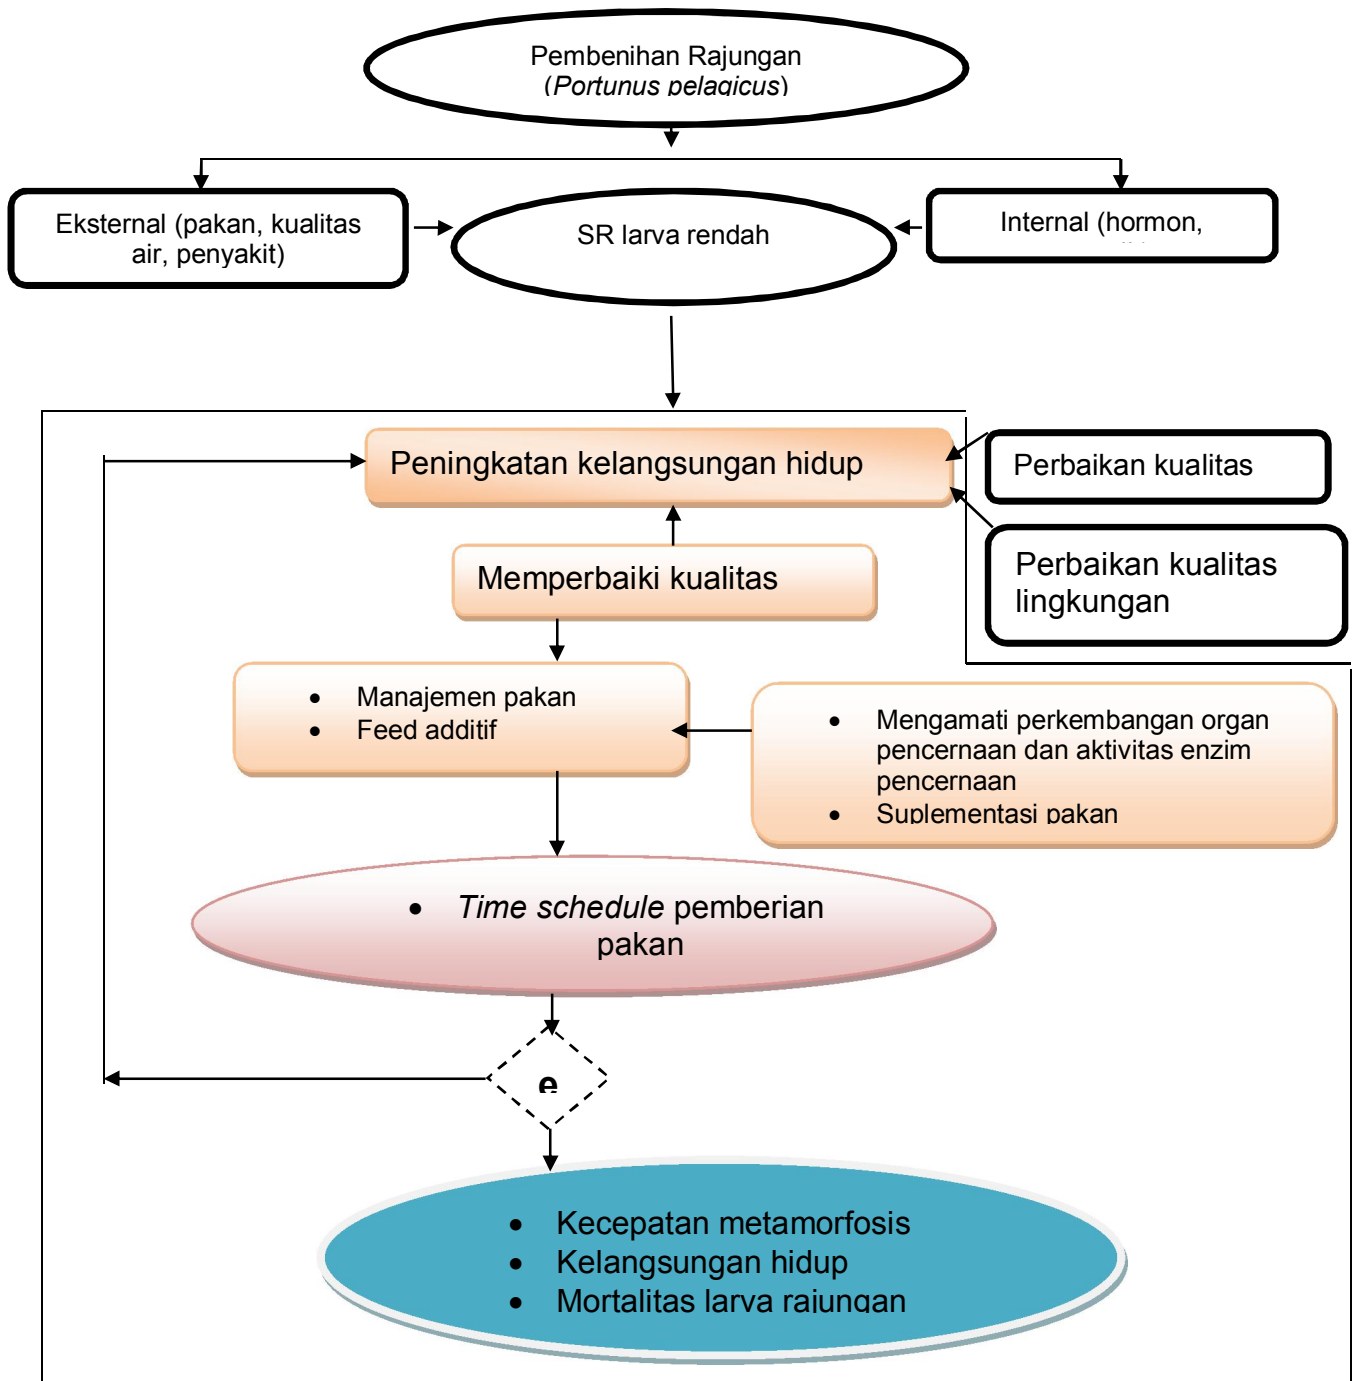 Pembenihan Rajungan
(Portunus pelagicus)
Eksternal (pakan, kualitas
air, penyakit)
SR larva rendah
Internal (hormon,
Peningkatan kelangsungan hidup
Perbaikan kualitas
Memperbaiki kualitas
Perbaikan kualitas
lingkungan
• Manajemen pakan
• Feed additif
• Mengamati perkembangan organ
pencernaan dan aktivitas enzim
pencernaan
• Suplementasi pakan
• Time schedule pemberian
pakan
e
• Kecepatan metamorfosis
• Kelangsungan hidup
• Mortalitas larva rajungan